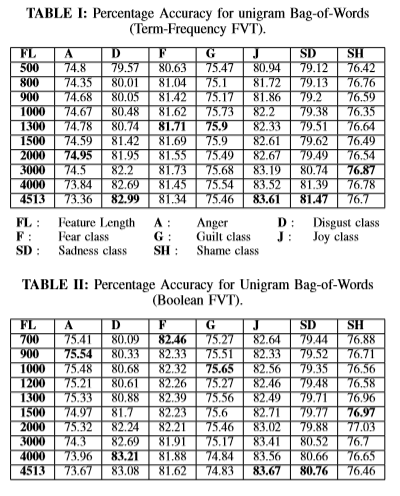 TABLE I: Percentage Accuracy for unigram Bag-of-Words
(Term-Frequency FVT).
FL A D F G J SD SH
500 74.8 79.57 80.63 75.47 80.94 79.12 76.42
800 74.35 80.01 81.04 75.1 81.72 79.13 76.76
900 74.68 80.05 81.42 75.17 81.86 79.2 76.59
1000 74.67 80.48 81.62 75.73 82.2 79.38 76.35
1300 74.78 80.74 81.71 75.9 82.33 79.51 76.64
1500 74.59 81.42 81.69 75.9 82.61 79.62 76.49
2000 74.95 81.95 81.55 75.49 82.67 79.49 76.54
3000 74.5 82.2 81.73 75.68 83.19 80.74 76.87
4000 73.84 82.69 81.45 75.54 83.52 81.39 76.78
4513 73.36 82.99 81.34 75.46 83.61 81.47 76.7
FL : Feature Length A : Anger D : Disgust class
F : Fear class G : Guilt class J : Joy class
SD : Sadness class SH : Shame class
TABLE II: Percentage Accuracy for Unigram Bag-of-Words
(Boolean FVT).
FL A D F G J SD SH
700 75.41 80.09 82.46 75.27 82.64 79.44 76.88
900 75.54 80.33 82.33 75.51 82.33 79.52 76.71
1000 75.48 80.68 82.32 75.65 82.56 79.35 76.56
1200 75.21 80.61 82.26 75.27 82.46 79.48 76.58
1300 75.33 80.88 82.39 75.56 82.49 79.71 76.96
1500 74.97 81.7 82.23 75.6 82.71 79.77 76.97
2000 75.32 82.24 82.21 75.46 83.02 79.88 77.03
3000 74.3 82.69 81.91 75.17 83.41 80.52 76.7
4000 73.96 83.21 81.88 74.84 83.56 80.66 76.65
4513 73.67 83.08 81.62 74.83 83.67 80.76 76.46